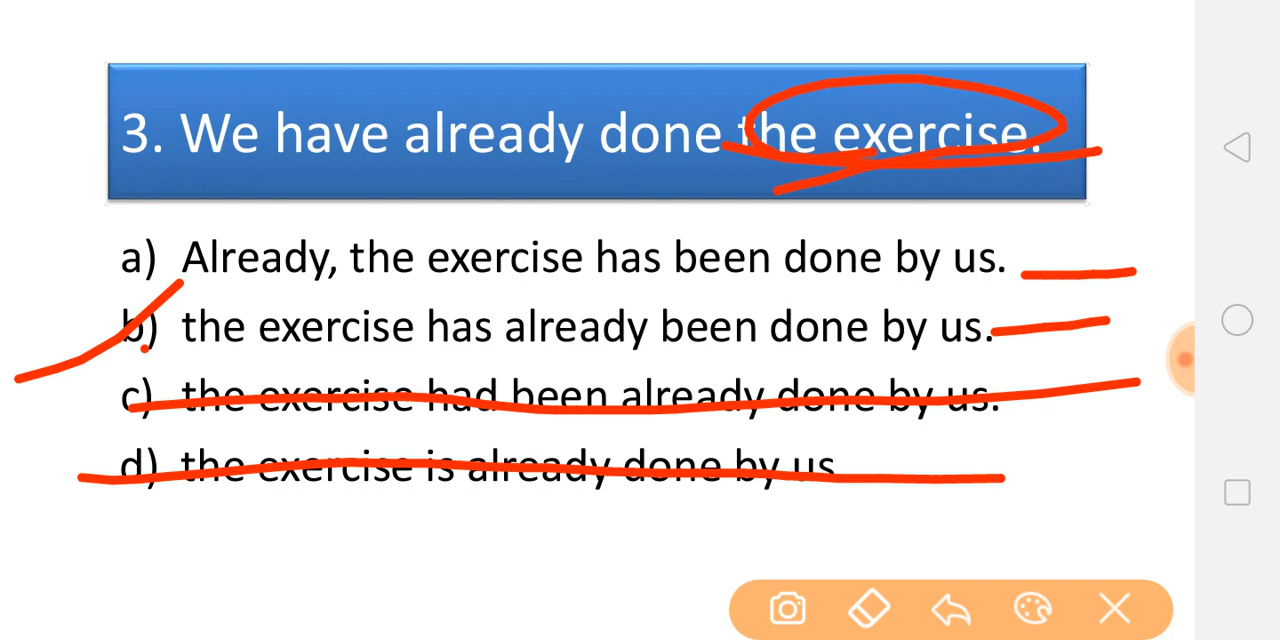 3. We have already done the exercise.
a) Already, the exercise has been done by us.
b) the exercise has already been done by us.
c) the exercise had been already done by us.
d) the exercise is already done by us